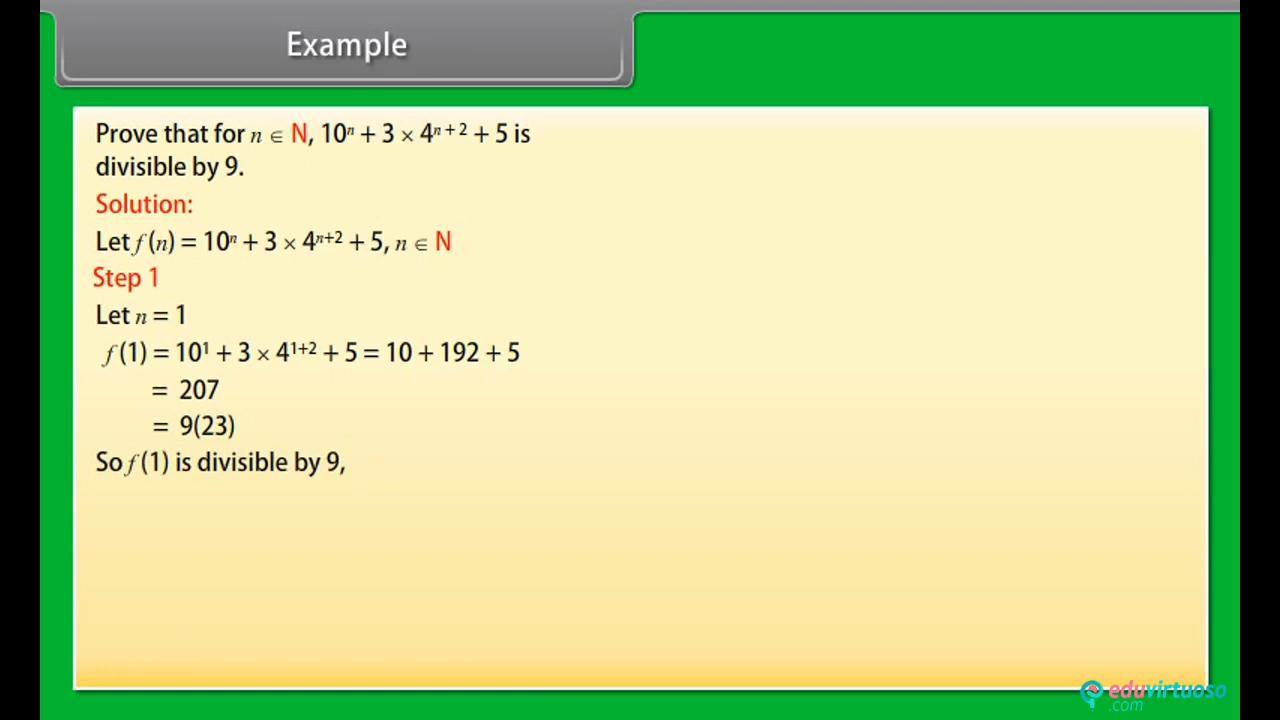 Example
Prove that for n ∈ N, 10ⁿ + 3 × 4ⁿ⁺² + 5 is
divisible by 9.
Solution:
Let f (n) = 10ⁿ + 3 × 4ⁿ⁺² + 5, n ∈ N
Step 1
Let n = 1
f (1) = 10¹ + 3 × 4¹⁺² + 5 = 10 + 192 + 5
= 207
= 9(23)
So f (1) is divisible by 9,
eduvirtuoso
.com